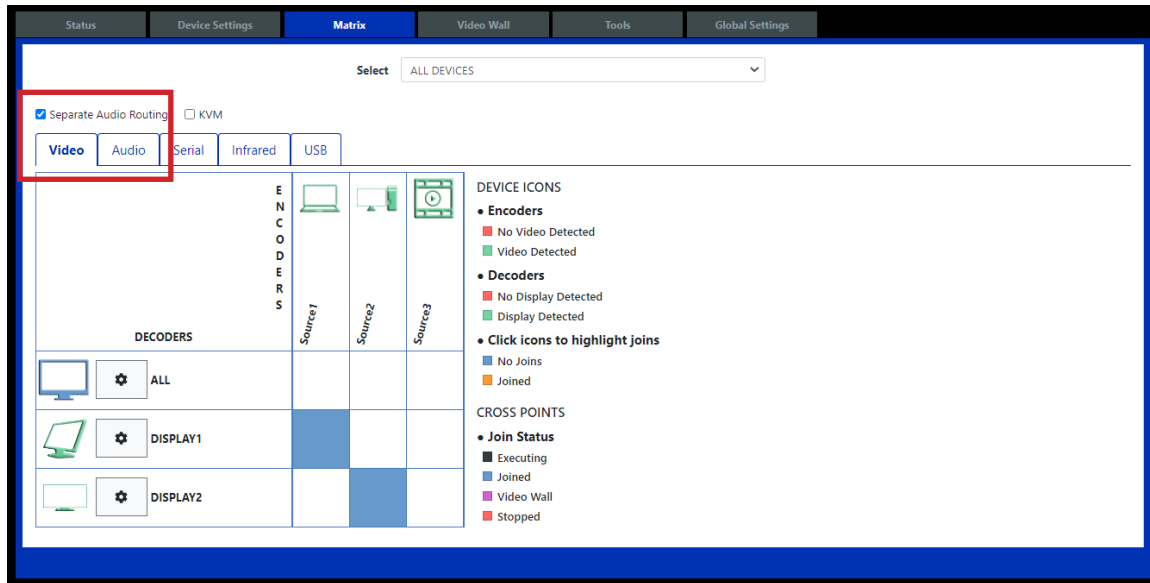 Status Device Settings Matrix Video Wall Tools Global Settings
Select ALL DEVICES
Separate Audio Routing KVM
Video Audio Serial Infrared USB
ENCODERS
Source1
Source2
Source3
DECODERS
ALL
DISPLAY1
DISPLAY2
DEVICE ICONS
• Encoders
No Video Detected
Video Detected
• Decoders
No Display Detected
Display Detected
• Click icons to highlight joins
No Joins
Joined
CROSS POINTS
• Join Status
Executing
Joined
Video Wall
Stopped